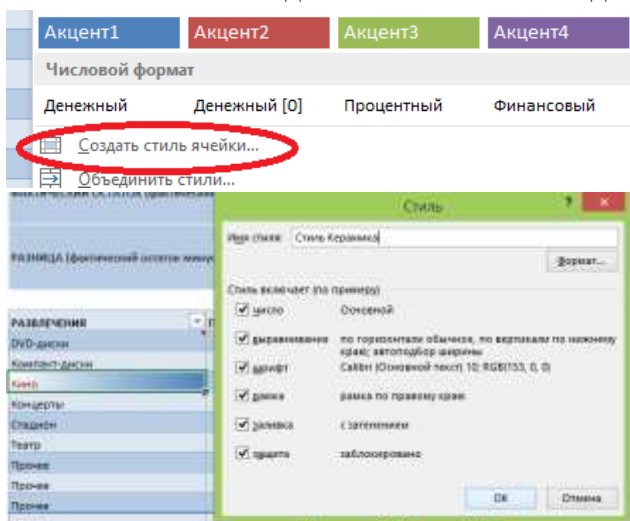 Акцент1 Акцент2 Акцент3 Акцент4
Числовой формат
Денежный Денежный [0] Процентный Финансовый
Создать стиль ячейки...
Объединить стили...
Стиль ?
Имя стиля: Стиль Керамика
РАЗНИЦА (фактический остаток минус
Формат...
Стиль включает (по примеру)
число Основной
РАЗВЛЕЧЕНИЯ
DVD-диски
выравнивание по горизонтали обычное, по вертикали по нижнему
краю; автоподбор ширины
Компакт-диски
шрифт Calibri (Основной текст) 10; RGB(153, 0, 0)
Кино
рамка рамка по правому краю
Концерты
Стадион
заливка с затенением
Театр
защита заблокировано
Прочее
Прочее
Прочее
ОК Отмена